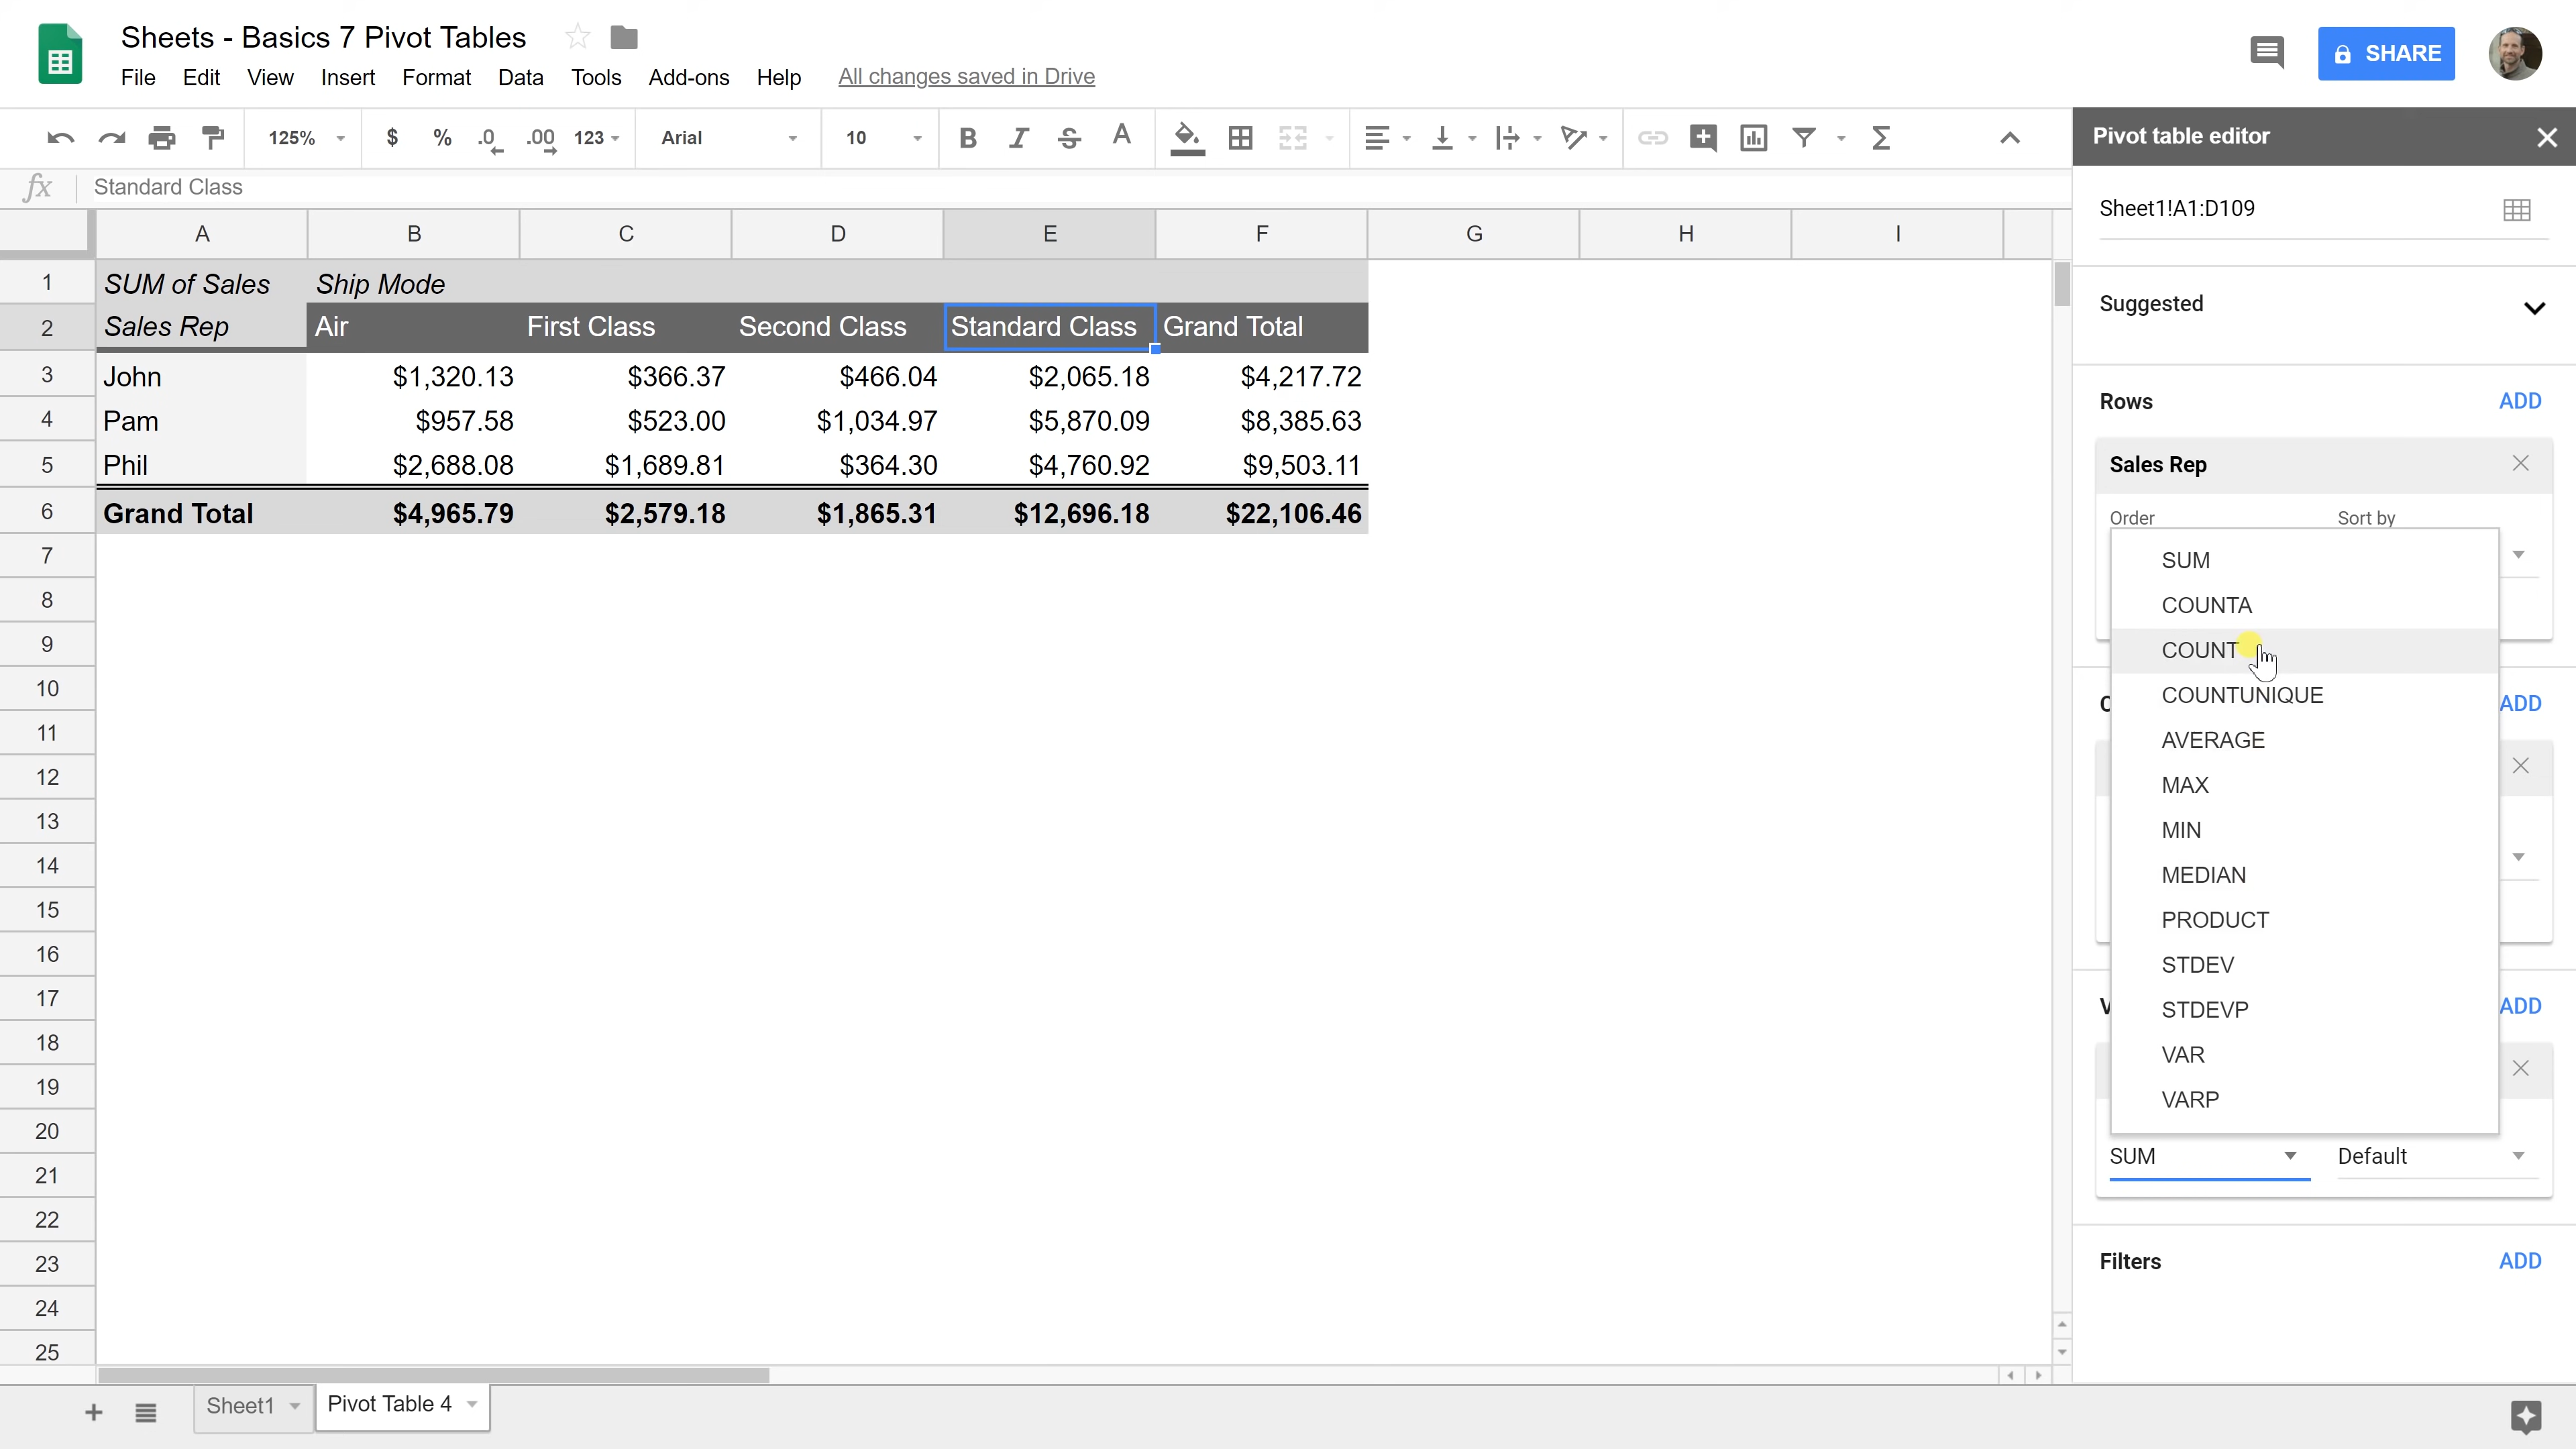 Sheets - Basics 7 Pivot Tables
File Edit View Insert Format Data Tools Add-ons Help All changes saved in Drive
SHARE
125% $ % .0 .00 123 Arial 10 B I S A Σ
Pivot table editor
fx Standard Class
Sheet1!A1:D109
A B C D E F G H I
1 SUM of Sales Ship Mode
2 Sales Rep Air First Class Second Class Standard Class Grand Total
3 John $1,320.13 $366.37 $466.04 $2,065.18 $4,217.72
4 Pam $957.58 $523.00 $1,034.97 $5,870.09 $8,385.63
5 Phil $2,688.08 $1,689.81 $364.30 $4,760.92 $9,503.11
6 Grand Total $4,965.79 $2,579.18 $1,865.31 $12,696.18 $22,106.46
7
8
9
10
11
12
13
14
15
16
17
18
19
20
21
22
23
24
25
Suggested
Rows ADD
Sales Rep
Order Sort by
SUM
COUNTA
COUNT
COUNTUNIQUE
ADD
AVERAGE
MAX
MIN
MEDIAN
PRODUCT
STDEV
STDEVP
ADD
VAR
VARP
SUM Default
Filters ADD
Sheet1 Pivot Table 4